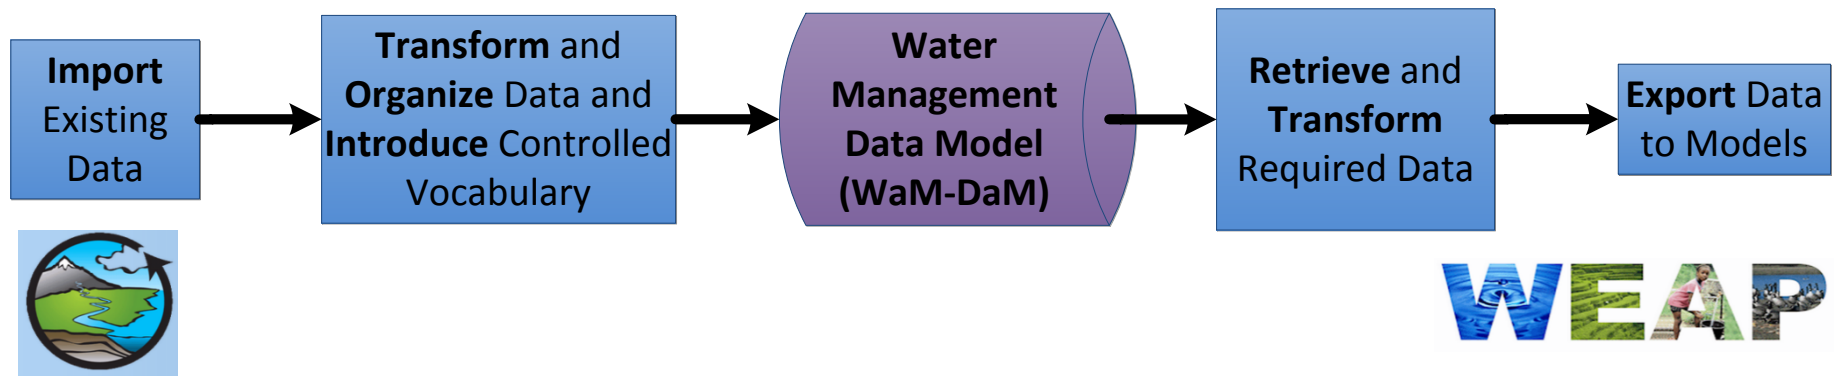 Import
Existing
Data
Transform and
Organize Data and
Introduce Controlled
Vocabulary
Water
Management
Data Model
(WaM-DaM)
Retrieve and
Transform
Required Data
Export Data
to Models
WEAP